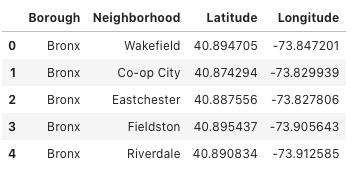 Borough Neighborhood Latitude Longitude
0 Bronx Wakefield 40.894705 -73.847201
1 Bronx Co-op City 40.874294 -73.829939
2 Bronx Eastchester 40.887556 -73.827806
3 Bronx Fieldston 40.895437 -73.905643
4 Bronx Riverdale 40.890834 -73.912585